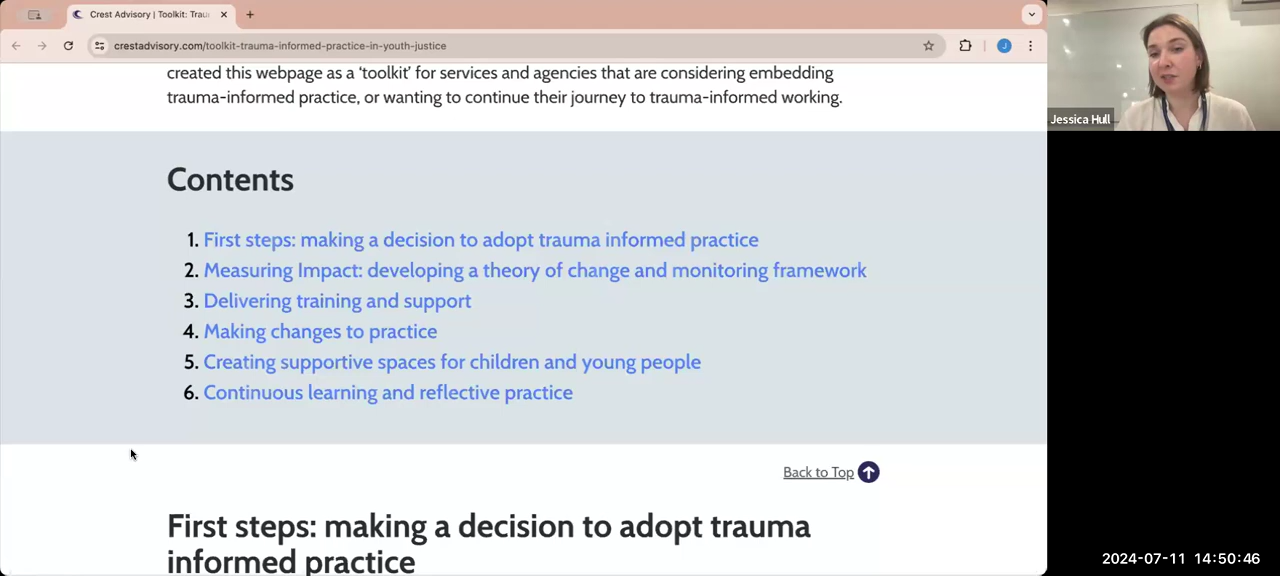 Crest Advisory | Toolkit: Trau
crestadvisory.com/toolkit-trauma-informed-practice-in-youth-justice
J
created this webpage as a ‘toolkit’ for services and agencies that are considering embedding
trauma-informed practice, or wanting to continue their journey to trauma-informed working.
Jessica Hull
Contents
1. First steps: making a decision to adopt trauma informed practice
2. Measuring Impact: developing a theory of change and monitoring framework
3. Delivering training and support
4. Making changes to practice
5. Creating supportive spaces for children and young people
6. Continuous learning and reflective practice
Back to Top
First steps: making a decision to adopt trauma
informed practice
2024-07-11 14:50:46